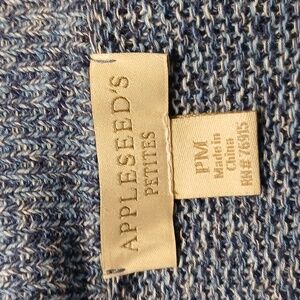 APPLESEED'S
PETITES
PM
Made in
China
RN# 76915